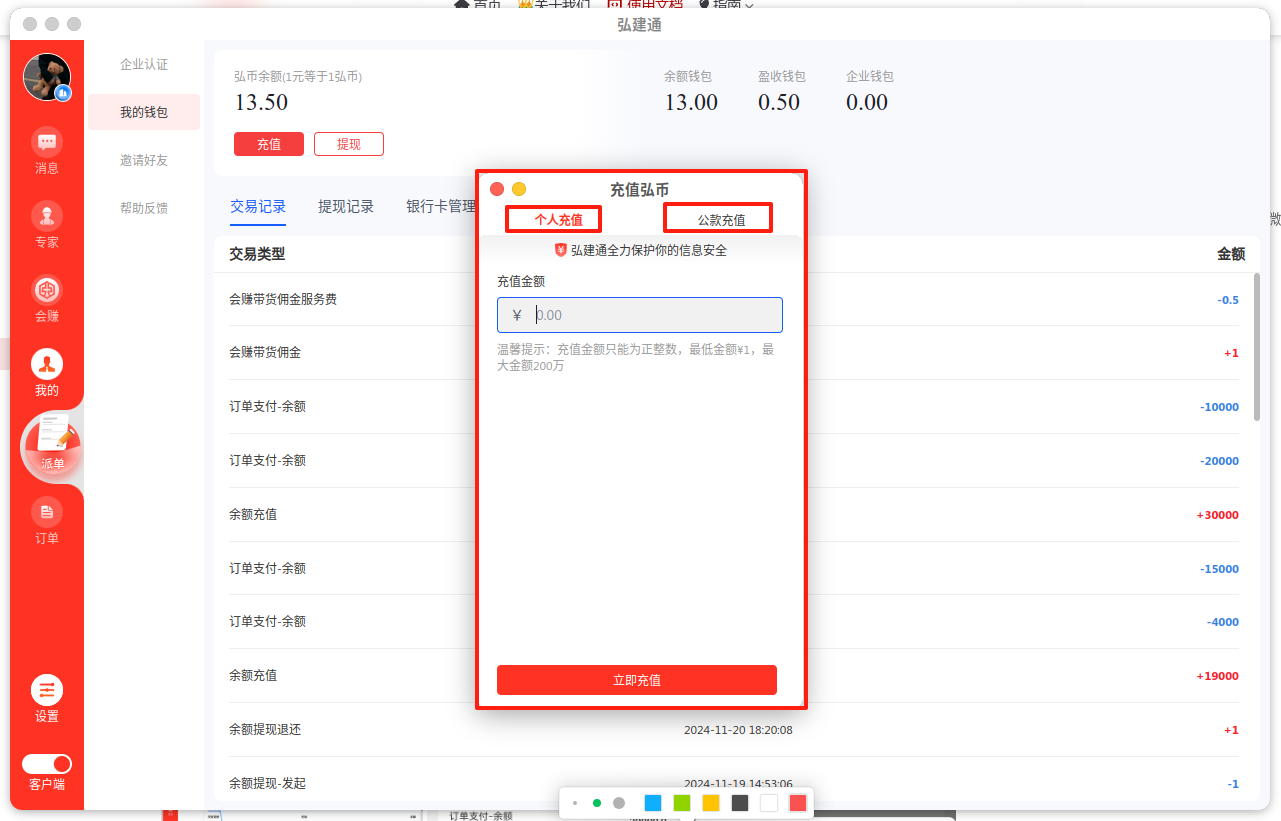 首页 关于我们 使用文档 指南
弘建通
企业认证
我的钱包
邀请好友
帮助反馈
消息
专家
会赚
我的
派单
订单
设置
客户端
弘币余额(1元等于1弘币)
13.50
充值 提现
余额钱包 盈收钱包 企业钱包
13.00 0.50 0.00
交易记录 提现记录 银行卡管理
交易类型 金额
会赚带货佣金服务费 -0.5
会赚带货佣金 +1
订单支付-余额 -10000
订单支付-余额 -20000
余额充值 +30000
订单支付-余额 -15000
订单支付-余额 -4000
余额充值 +19000
余额提现退还 2024-11-20 18:20:08 +1
余额提现-发起 2024-11-19 14:53:06 -1
充值弘币
个人充值 公款充值
弘建通全力保护你的信息安全
充值金额
¥ 0.00
温馨提示：充值金额只能为正整数，最低金额¥1，最
大金额200万
立即充值
微
订单支付-余额